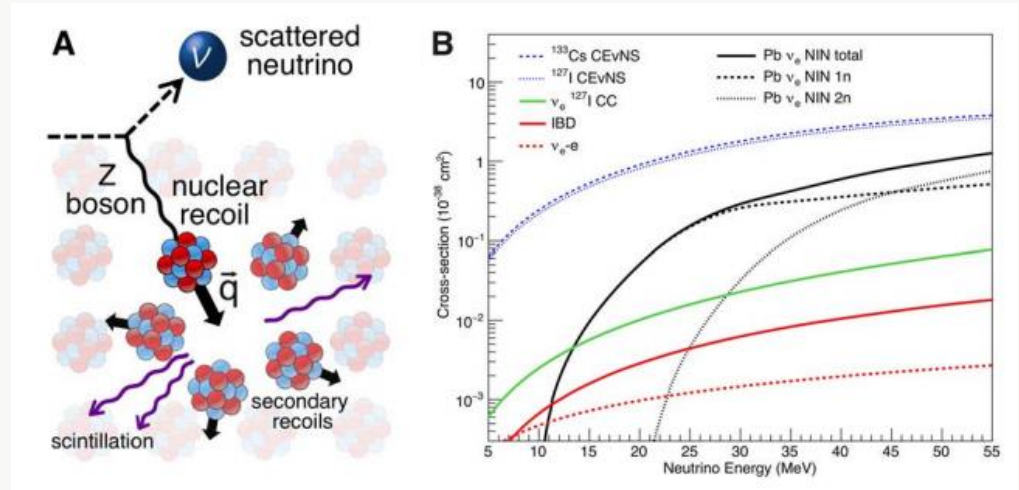 A
ν
scattered
neutrino
Z
boson
nuclear
recoil
q⃗
secondary
recoils
scintillation
B
¹³³Cs CEνNS
¹²⁷I CEνNS
νₑ ¹²⁷I CC
IBD
νₑ-e
Pb νₑ NIN total
Pb νₑ NIN 1n
Pb νₑ NIN 2n
Cross-section (10⁻³⁸ cm²)
10
1
10⁻¹
10⁻²
10⁻³
5 10 15 20 25 30 35 40 45 50 55
Neutrino Energy (MeV)